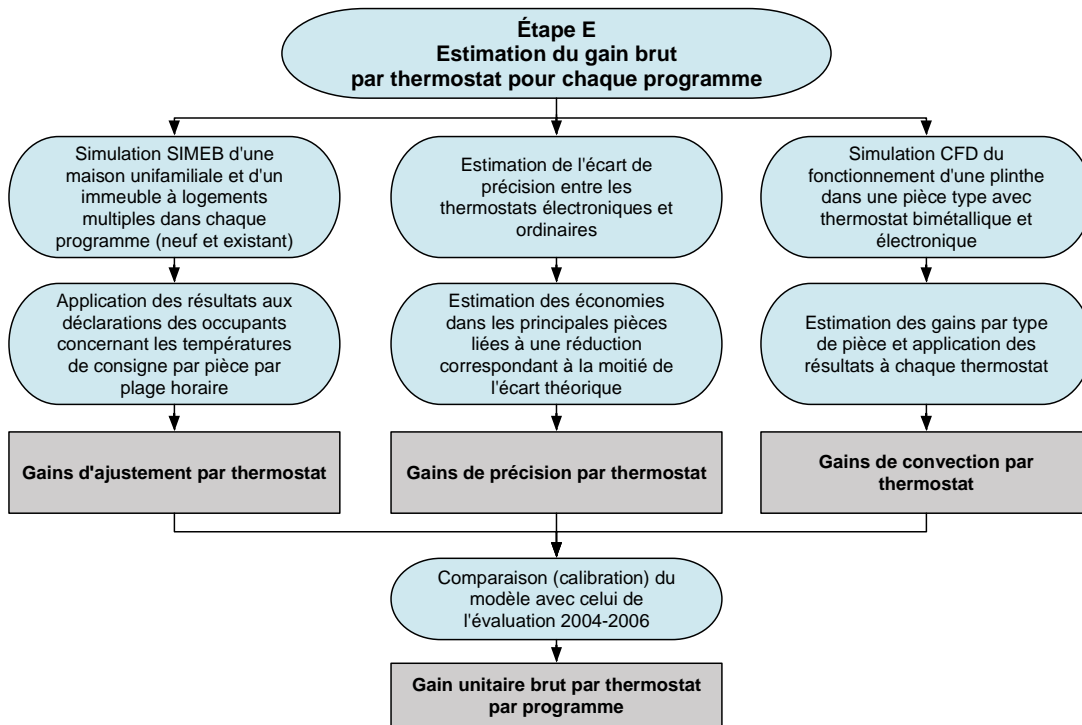 Étape E
Estimation du gain brut
par thermostat pour chaque programme
Simulation SIMEB d'une
maison unifamiliale et d'un
immeuble à logements
multiples dans chaque
programme (neuf et existant)
Estimation de l'écart de
précision entre les
thermostats électroniques et
ordinaires
Simulation CFD du
fonctionnement d'une plinthe
dans une pièce type avec
thermostat bimétallique et
électronique
Application des résultats aux
déclarations des occupants
concernant les températures
de consigne par pièce par
plage horaire
Estimation des économies
dans les principales pièces
liées à une réduction
correspondant à la moitié de
l'écart théorique
Estimation des gains par type
de pièce et application des
résultats à chaque thermostat
Gains d'ajustement par thermostat
Gains de précision par thermostat
Gains de convection par
thermostat
Comparaison (calibration) du
modèle avec celui de
l'évaluation 2004-2006
Gain unitaire brut par thermostat
par programme